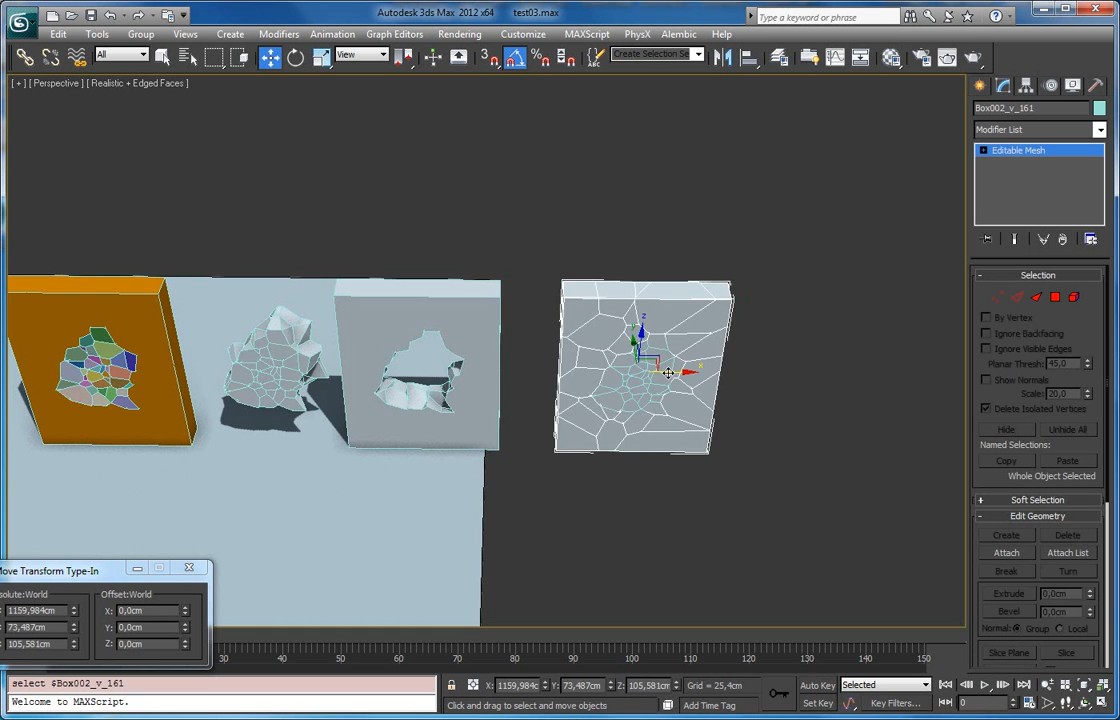 Autodesk 3ds Max 2012 x64 test03.max
Type a keyword or phrase
Edit Tools Group Views Create Modifiers Animation Graph Editors Rendering Customize MAXScript PhysX Alembic Help
All View 3 Create Selection Se
[ + ] [ Perspective ] [ Realistic + Edged Faces ]
Box002_v_161
Modifier List
Editable Mesh
- Selection
By Vertex
Ignore Backfacing
Ignore Visible Edges
Planar Thresh: 45,0
Show Normals
Scale: 20,0
Delete Isolated Vertices
Hide Unhide All
Named Selections:
Copy Paste
Whole Object Selected
+ Soft Selection
- Edit Geometry
Create Delete
Attach Attach List
Break Turn
Extrude 0,0cm
Bevel 0,0cm
Normal: Group Local
Slice Plane Slice
z
x
Move Transform Type-In
solute:World Offset:World
1159,984c X: 0,0cm
73,487cm Y: 0,0cm
105,581cm Z: 0,0cm
30 40 50 60 70 80 90 100 110 120 130 140 150
select $Box002_v_161
Welcome to MAXScript.
X: 1159,984c Y: 73,487cm Z: 105,581cm Grid = 25,4cm
Click and drag to select and move objects Add Time Tag
Auto Key Selected
Set Key Key Filters... 0